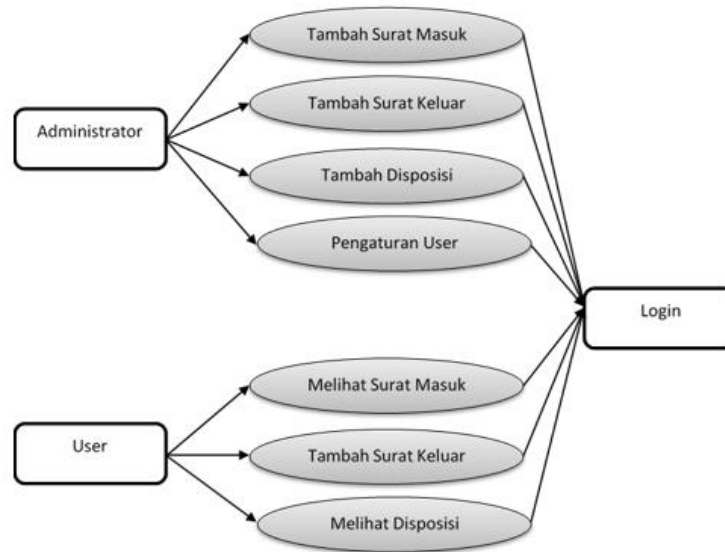 Tambah Surat Masuk
Tambah Surat Keluar
Administrator
Tambah Disposisi
Pengaturan User
Login
Melihat Surat Masuk
User
Tambah Surat Keluar
Melihat Disposisi